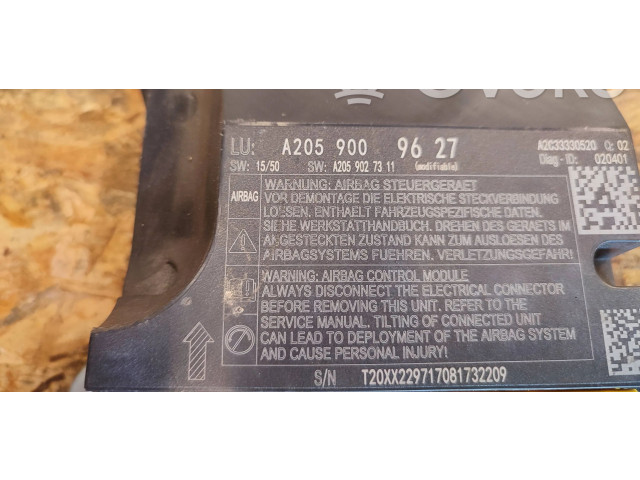 LU: A205 900 96 27 A2C33330520 Q: 02
SW: 15/50 SW: A205 902 73 11 (modifiable) Diag-ID: 020401
WARNUNG: AIRBAG STEUERGERAET
AIRBAG VOR DEMONTAGE DIE ELEKTRISCHE STECKVERBINDUNG
LOESEN. ENTHAELT FAHRZEUGSPEZIFISCHE DATEN.
SIEHE WERKSTATTHANDBUCH. DREHEN DES GERAETS IM
ANGESTECKTEN ZUSTAND KANN ZUM AUSLOESEN DES
AIRBAGSYSTEMS FUEHREN. VERLETZUNGSGEFAHR!
WARNING: AIRBAG CONTROL MODULE
ALWAYS DISCONNECT THE ELECTRICAL CONNECTOR
BEFORE REMOVING THIS UNIT. REFER TO THE
SERVICE MANUAL. TILTING OF CONNECTED UNIT
CAN LEAD TO DEPLOYMENT OF THE AIRBAG SYSTEM
AND CAUSE PERSONAL INJURY!
S/N T20XX229717081732209